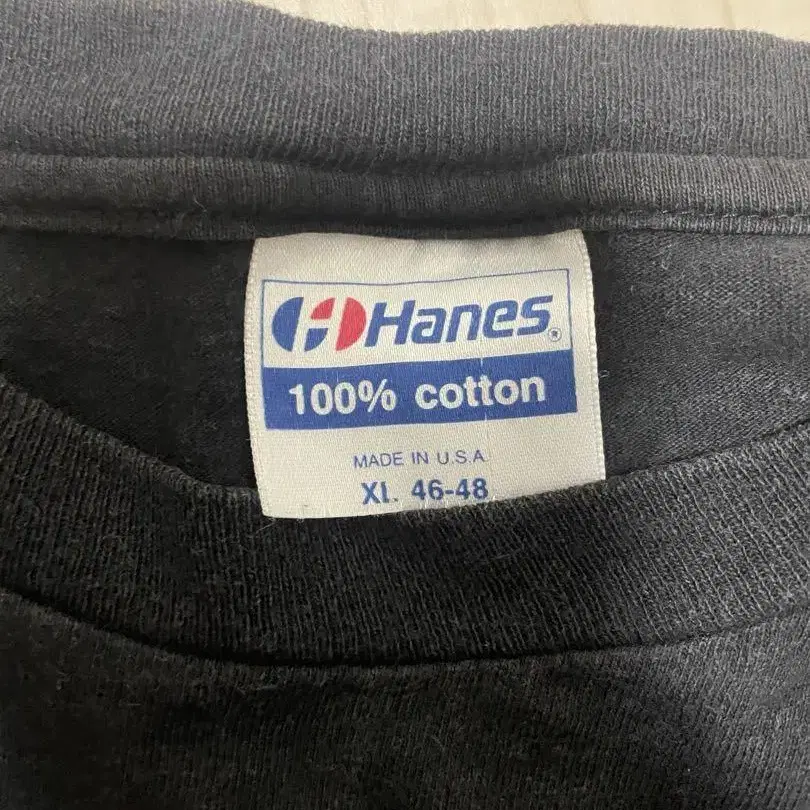 Hanes®
100% cotton
MADE IN U.S.A.
XL 46-48